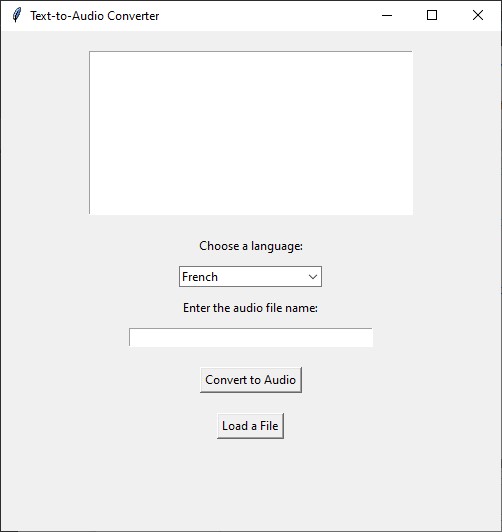 Text-to-Audio Converter
Choose a language:
French
Enter the audio file name:
Convert to Audio
Load a File